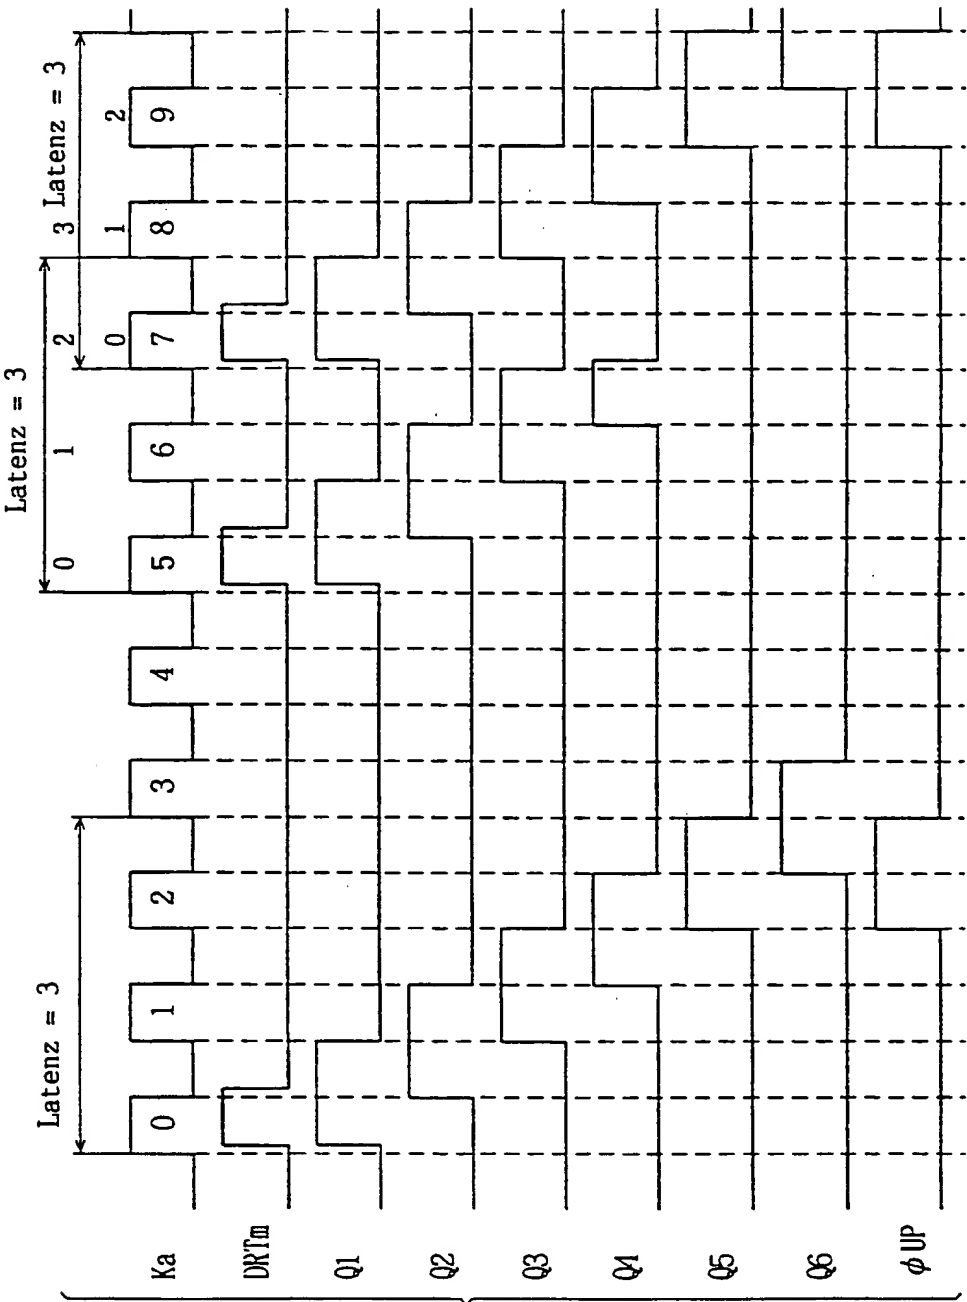 Latenz = 3
Latenz = 3
Latenz = 3
0 1 2 3
0 1 2
Ka 0 1 2 3 4 5 6 7 8 9
DRTm
Q1
Q2
Q3
Q4
Q5
Q6
ϕ UP